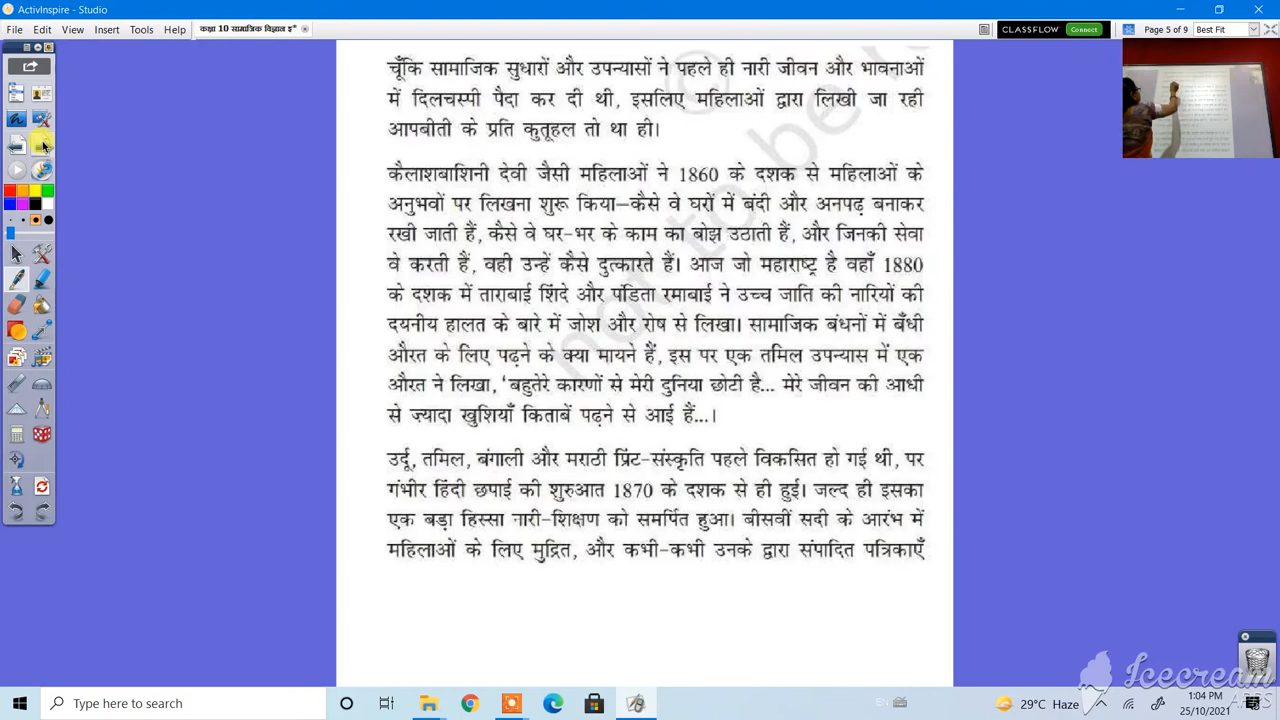 ActivInspire - Studio
File Edit View Insert Tools Help
कक्षा 10 सामाजिक विज्ञान इ*
CLASSFLOW Connect
Page 5 of 9
Best Fit
चूँकि सामाजिक सुधारों और उपन्यासों ने पहले ही नारी जीवन और भावनाओं
में दिलचस्पी पैदा कर दी थी, इसलिए महिलाओं द्वारा लिखी जा रही
आपबीती के प्रति कुतूहल तो था ही।
कैलाशबाशिनी देवी जैसी महिलाओं ने 1860 के दशक से महिलाओं के
अनुभवों पर लिखना शुरू किया–कैसे वे घरों में बंदी और अनपढ़ बनाकर
रखी जाती हैं, कैसे वे घर-भर के काम का बोझ उठाती हैं, और जिनकी सेवा
वे करती हैं, वही उन्हें कैसे दुत्कारते हैं। आज जो महाराष्ट्र है वहाँ 1880
के दशक में ताराबाई शिंदे और पंडिता रमाबाई ने उच्च जाति की नारियों की
दयनीय हालत के बारे में जोश और रोष से लिखा। सामाजिक बंधनों में बँधी
औरत के लिए पढ़ने के क्या मायने हैं, इस पर एक तमिल उपन्यास में एक
औरत ने लिखा, 'बहुतेरे कारणों से मेरी दुनिया छोटी है... मेरे जीवन की आधी
से ज्यादा खुशियाँ किताबें पढ़ने से आई हैं...।
उर्दू, तमिल, बंगाली और मराठी प्रिंट-संस्कृति पहले विकसित हो गई थी, पर
गंभीर हिंदी छपाई की शुरुआत 1870 के दशक से ही हुई। जल्द ही इसका
एक बड़ा हिस्सा नारी-शिक्षण को समर्पित हुआ। बीसवीं सदी के आरंभ में
महिलाओं के लिए मुद्रित, और कभी-कभी उनके द्वारा संपादित पत्रिकाएँ
Icecream
APPS
Type here to search
29°C Haze
1:04 PM
25/10/2021